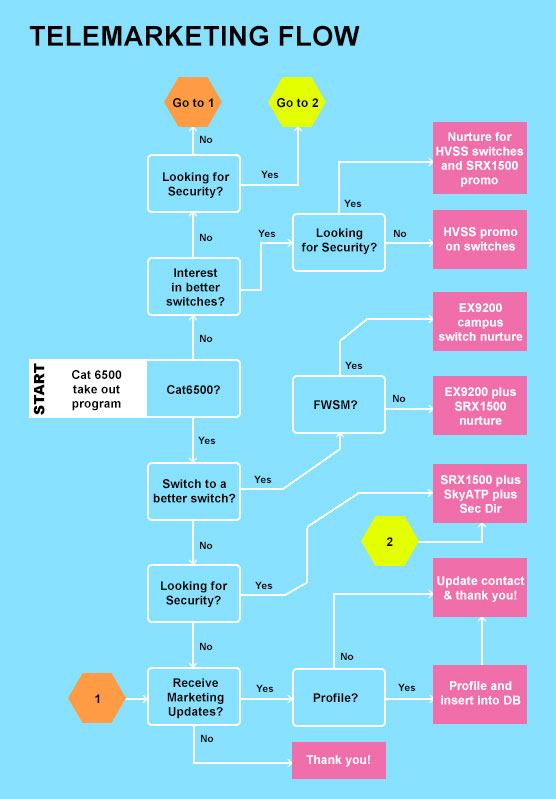 TELEMARKETING FLOW
Go to 1
Go to 2
No
Looking for
Security?
Yes
Nurture for
HVSS switches
and SRX1500
promo
Yes
No
Yes
Looking
for Security?
No
HVSS promo
on switches
Interest
in better
switches?
EX9200
campus
switch nurture
No
Yes
START
Cat 6500
take out
program
Cat6500?
FWSM?
No
EX9200 plus
SRX1500
nurture
Yes
Switch to a
better switch?
Yes
SRX1500 plus
SkyATP plus
Sec Dir
2
No
Looking for
Security?
Yes
Update contact
& thank you!
No
No
1
Receive
Marketing
Updates?
Yes
Profile?
Yes
Profile and
insert into DB
No
Thank you!